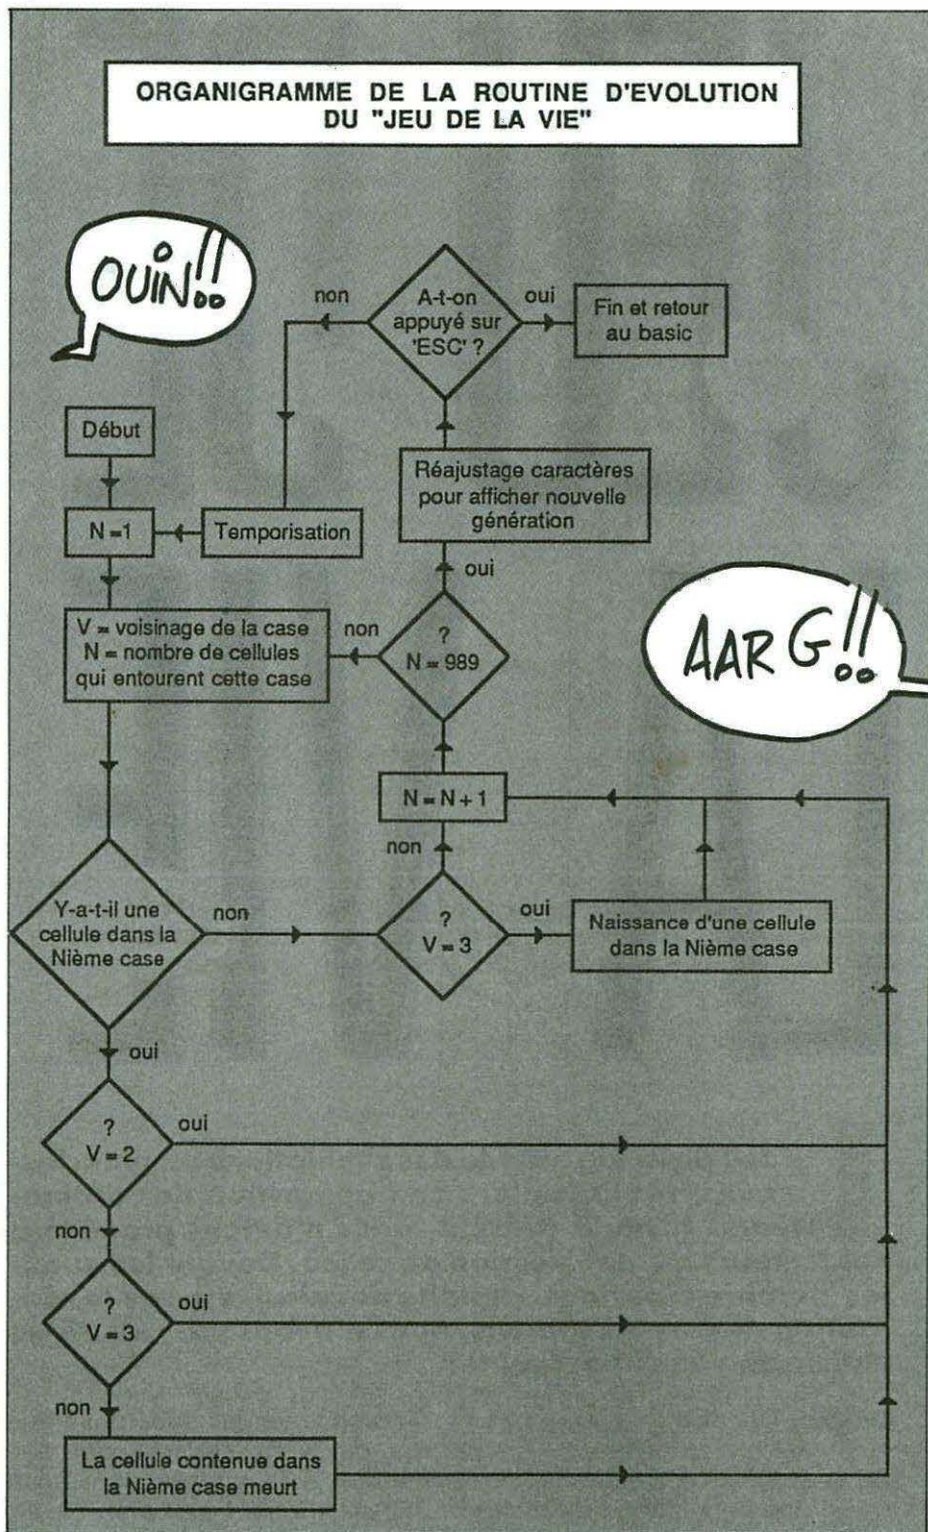 ORGANIGRAMME DE LA ROUTINE D'EVOLUTION
DU "JEU DE LA VIE"
OUIN!!
non
A-t-on
appuyé sur
'ESC' ?
oui
Fin et retour
au basic
Début
Réajustage caractères
pour afficher nouvelle
génération
N =1
Temporisation
oui
V = voisinage de la case
N = nombre de cellules
qui entourent cette case
non
?
N = 989
AARG!!
N = N + 1
non
Y-a-t-il une
cellule dans la
Nième case
non
?
V = 3
oui
Naissance d'une cellule
dans la Nième case
oui
?
V = 2
oui
non
?
V = 3
oui
non
La cellule contenue dans
la Nième case meurt